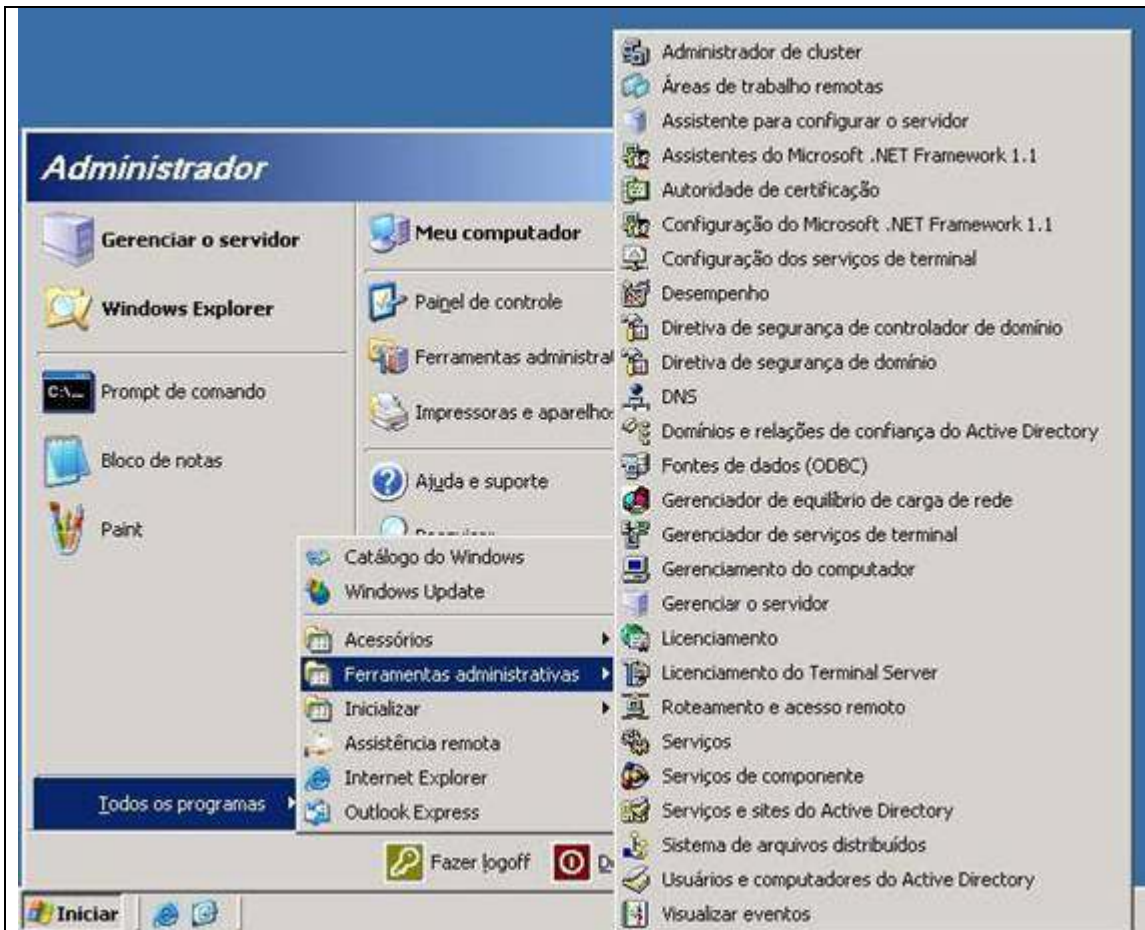 Administrador
Gerenciar o servidor
Windows Explorer
C:\
Prompt de comando
Bloco de notas
Paint
Todos os programas
Meu computador
Painel de controle
Ferramentas administrat
Impressoras e aparelhos
Ajuda e suporte
Catálogo do Windows
Windows Update
Acessórios
Ferramentas administrativas
Inicializar
Assistência remota
Internet Explorer
Outlook Express
Administrador de cluster
Áreas de trabalho remotas
Assistente para configurar o servidor
Assistentes do Microsoft .NET Framework 1.1
Autoridade de certificação
Configuração do Microsoft .NET Framework 1.1
Configuração dos serviços de terminal
Desempenho
Diretiva de segurança de controlador de domínio
Diretiva de segurança de domínio
DNS
Domínios e relações de confiança do Active Directory
Fontes de dados (ODBC)
Gerenciador de equilíbrio de carga de rede
Gerenciador de serviços de terminal
Gerenciamento do computador
Gerenciar o servidor
Licenciamento
Licenciamento do Terminal Server
Roteamento e acesso remoto
Serviços
Serviços de componente
Serviços e sites do Active Directory
Sistema de arquivos distribuídos
Usuários e computadores do Active Directory
Visualizar eventos
Fazer logoff
Iniciar